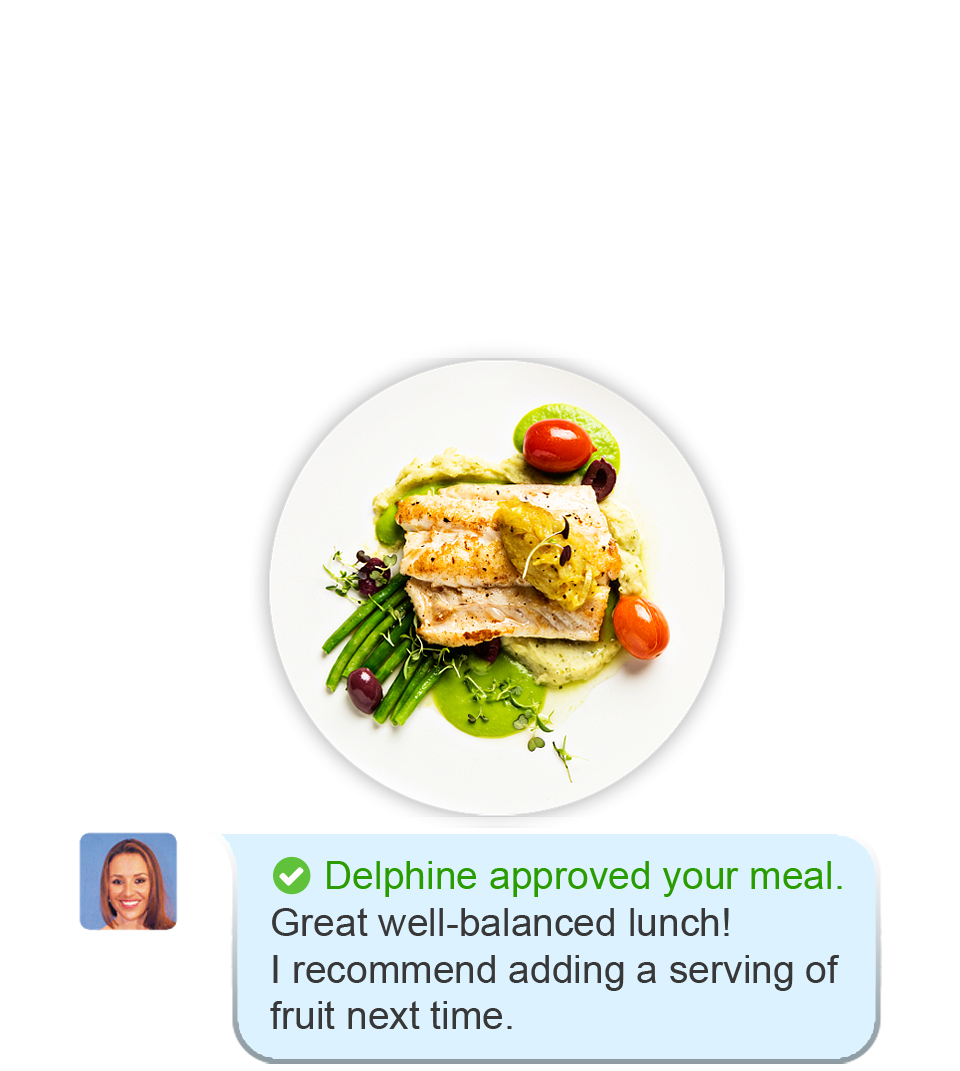 Delphine approved your meal.
Great well-balanced lunch!
I recommend adding a serving of
fruit next time.